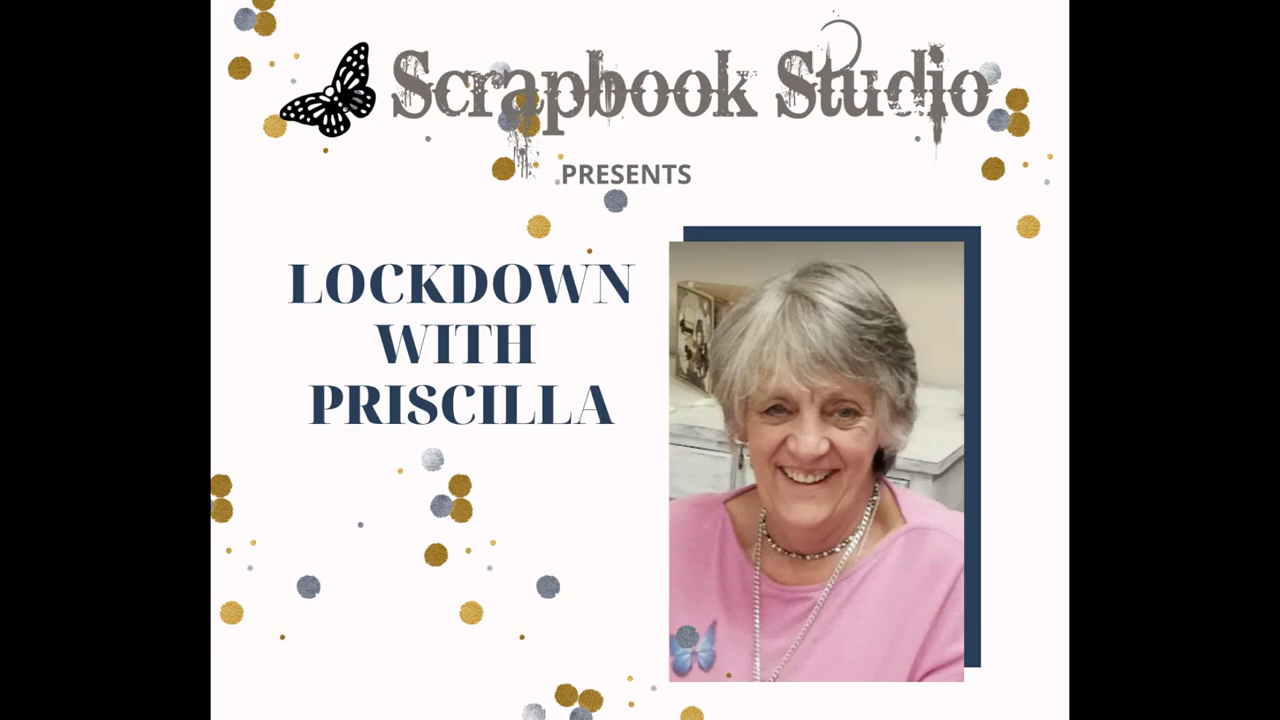 Scrapbook Studio
PRESENTS
LOCKDOWN
WITH
PRISCILLA